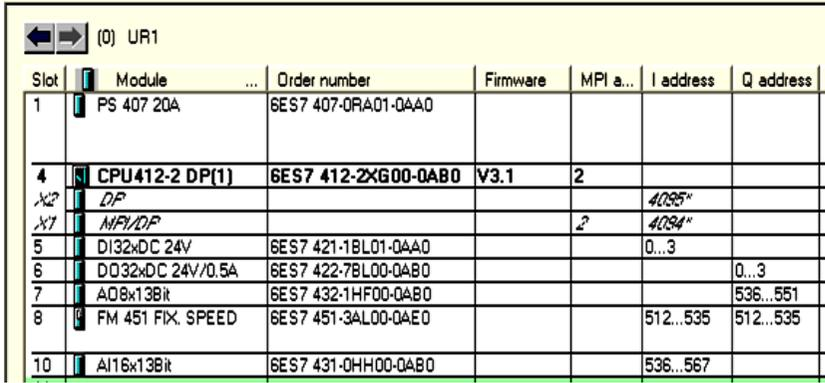 (0) UR1
Slot Module ... Order number Firmware MPI a... I address Q address
1 PS 407 20A 6ES7 407-0RA01-0AA0
4 CPU412-2 DP(1) 6ES7 412-2XG00-0AB0 V3.1 2
X2 DP 4095*
X1 MPI/DP 2 4094*
5 DI32xDC 24V 6ES7 421-1BL01-0AA0 0...3
6 DO32xDC 24V/0.5A 6ES7 422-7BL00-0AB0 0...3
7 AO8x13Bit 6ES7 432-1HF00-0AB0 536...551
8 FM 451 FIX. SPEED 6ES7 451-3AL00-0AE0 512...535 512...535
10 AI16x13Bit 6ES7 431-0HH00-0AB0 536...567